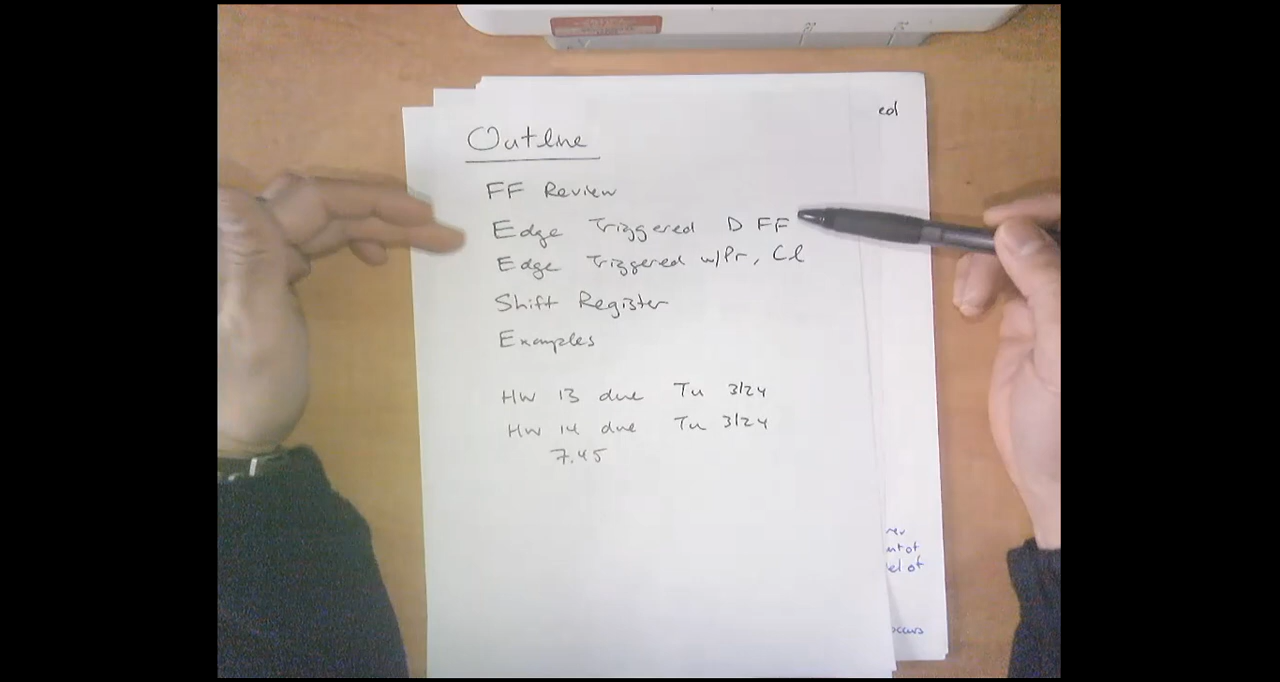 Outline
FF Review
Edge Triggered D FF
Edge Triggered w/Pr, Cl
Shift Register
Examples
HW 13 due Tu 3/24
HW 14 due Tu 3/24
7.45
ed